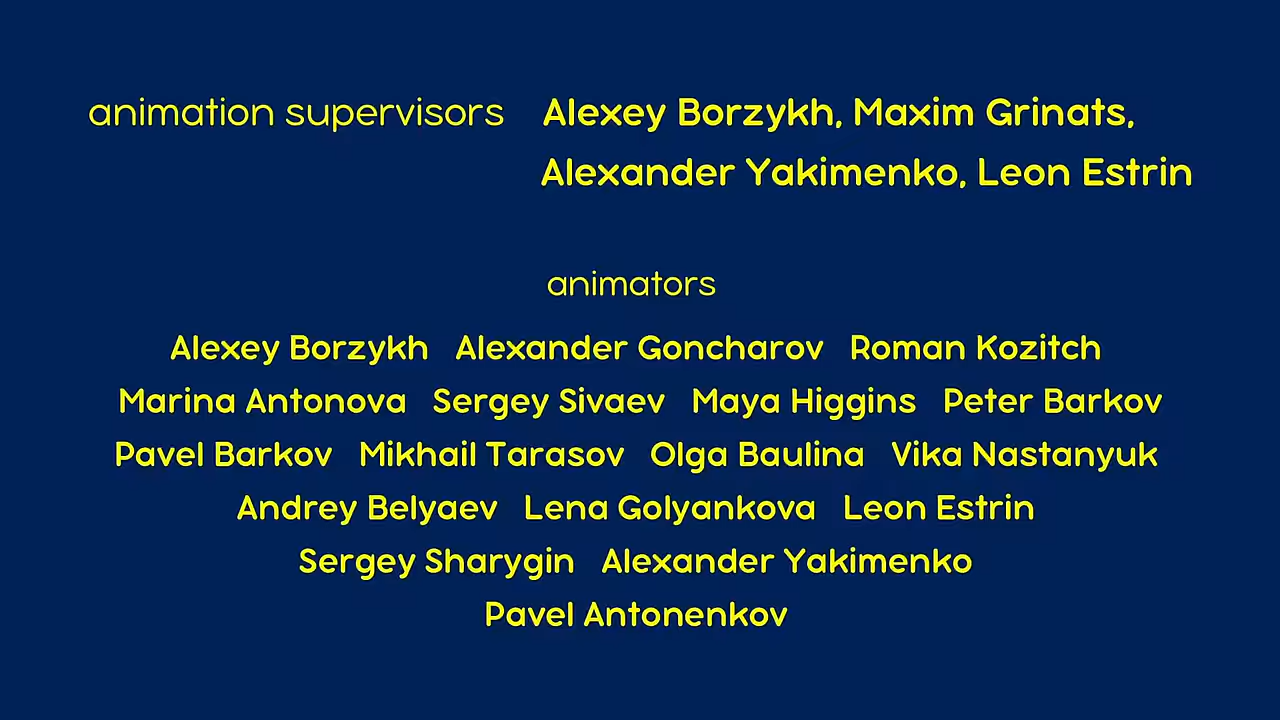 animation supervisors Alexey Borzykh, Maxim Grinats,
Alexander Yakimenko, Leon Estrin
animators
Alexey Borzykh Alexander Goncharov Roman Kozitch
Marina Antonova Sergey Sivaev Maya Higgins Peter Barkov
Pavel Barkov Mikhail Tarasov Olga Baulina Vika Nastanyuk
Andrey Belyaev Lena Golyankova Leon Estrin
Sergey Sharygin Alexander Yakimenko
Pavel Antonenkov